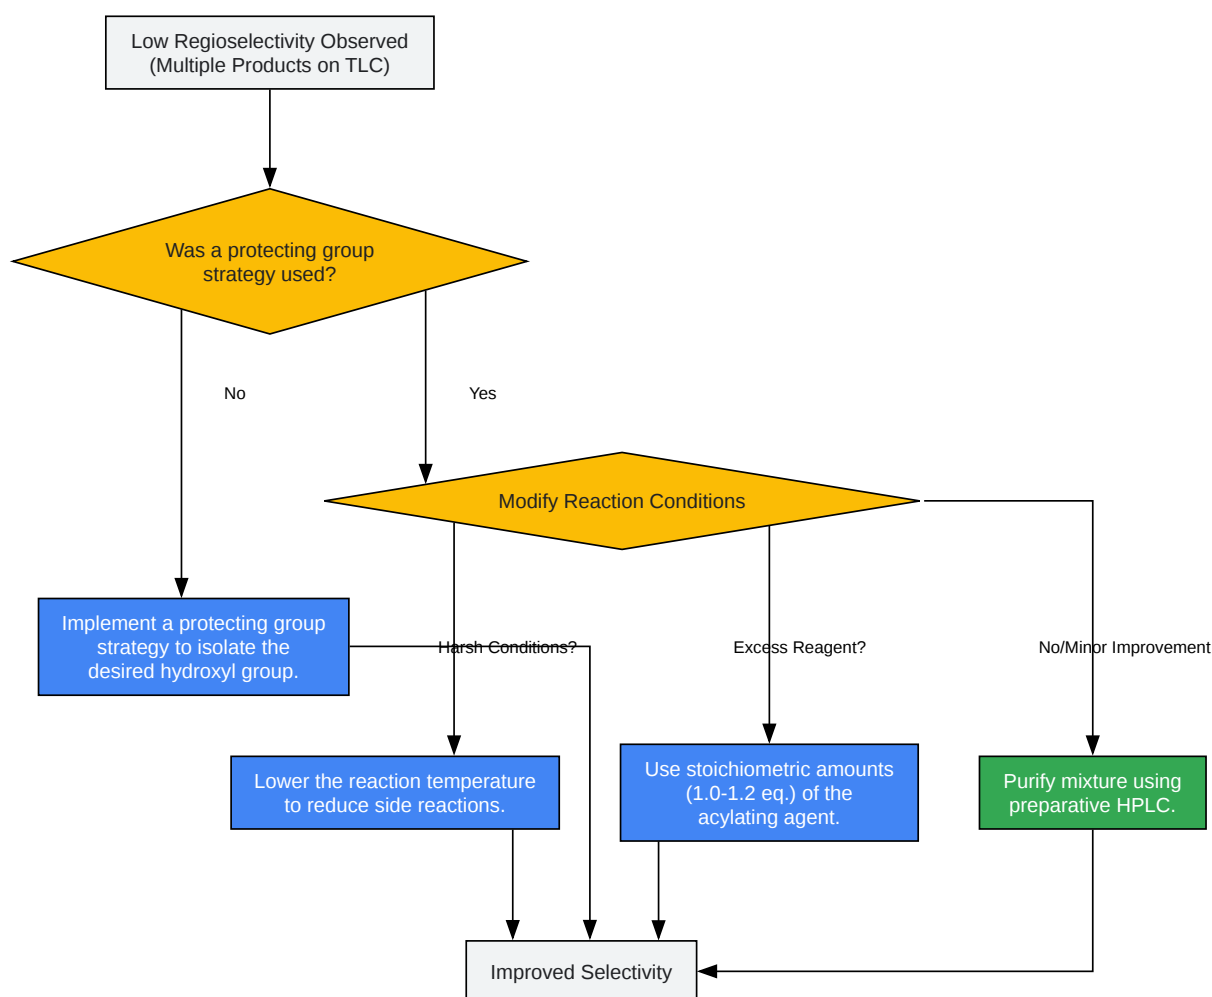 Low Regioselectivity Observed
(Multiple Products on TLC)
Was a protecting group
strategy used?
No
Yes
Modify Reaction Conditions
Implement a protecting group
strategy to isolate the
desired hydroxyl group.
Harsh Conditions?
Excess Reagent?
No/Minor Improvement
Lower the reaction temperature
to reduce side reactions.
Use stoichiometric amounts
(1.0-1.2 eq.) of the
acylating agent.
Purify mixture using
preparative HPLC.
Improved Selectivity